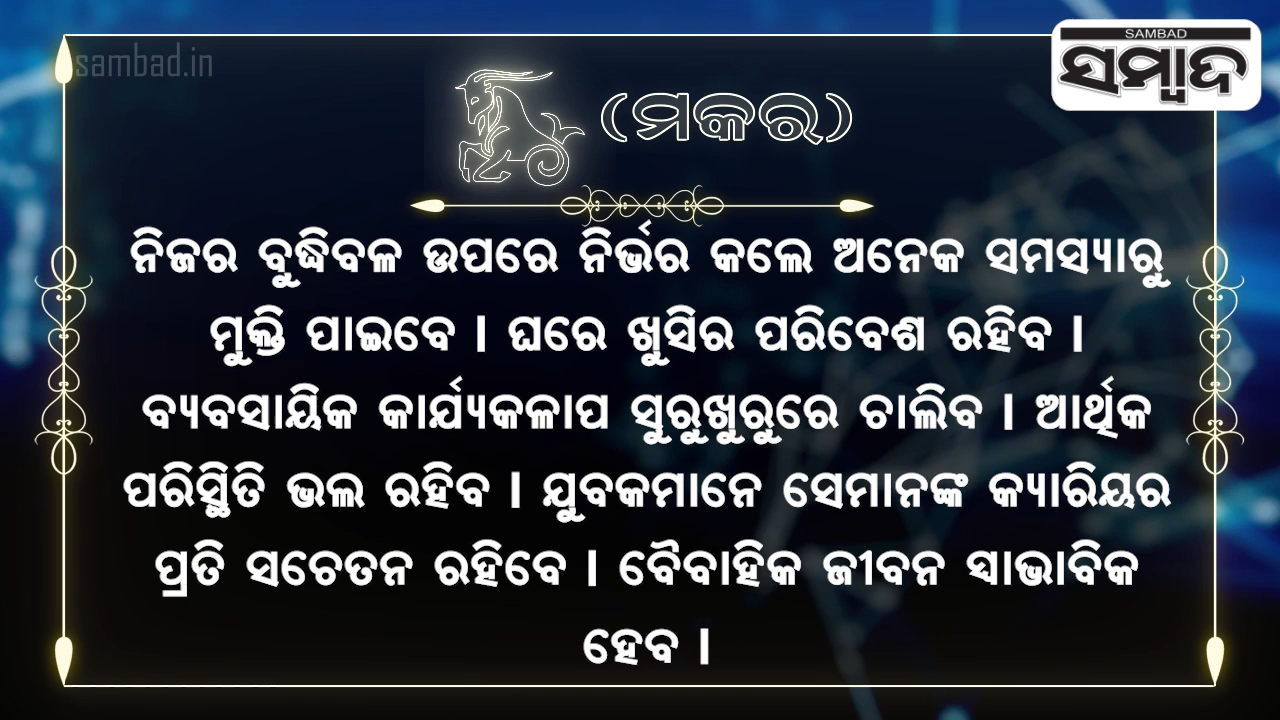 sambad.in
SAMBAD
ସମ୍ବାଦ
(ମକର)
ନିଜର ବୁଦ୍ଧିବଳ ଉପରେ ନିର୍ଭର କଲେ ଅନେକ ସମସ୍ୟାରୁ
ମୁକ୍ତି ପାଇବେ | ଘରେ ଖୁସିର ପରିବେଶ ରହିବ |
ବ୍ୟବସାୟିକ କାର୍ଯ୍ୟକଳାପ ସୁରୁଖୁରୁରେ ଚାଲିବ | ଆର୍ଥିକ
ପରିସ୍ଥିତି ଭଲ ରହିବ | ଯୁବକମାନେ ସେମାନଙ୍କ କ୍ୟାରିୟର
ପ୍ରତି ସଚେତନ ରହିବେ | ବୈବାହିକ ଜୀବନ ସ୍ୱାଭାବିକ
ହେବ |